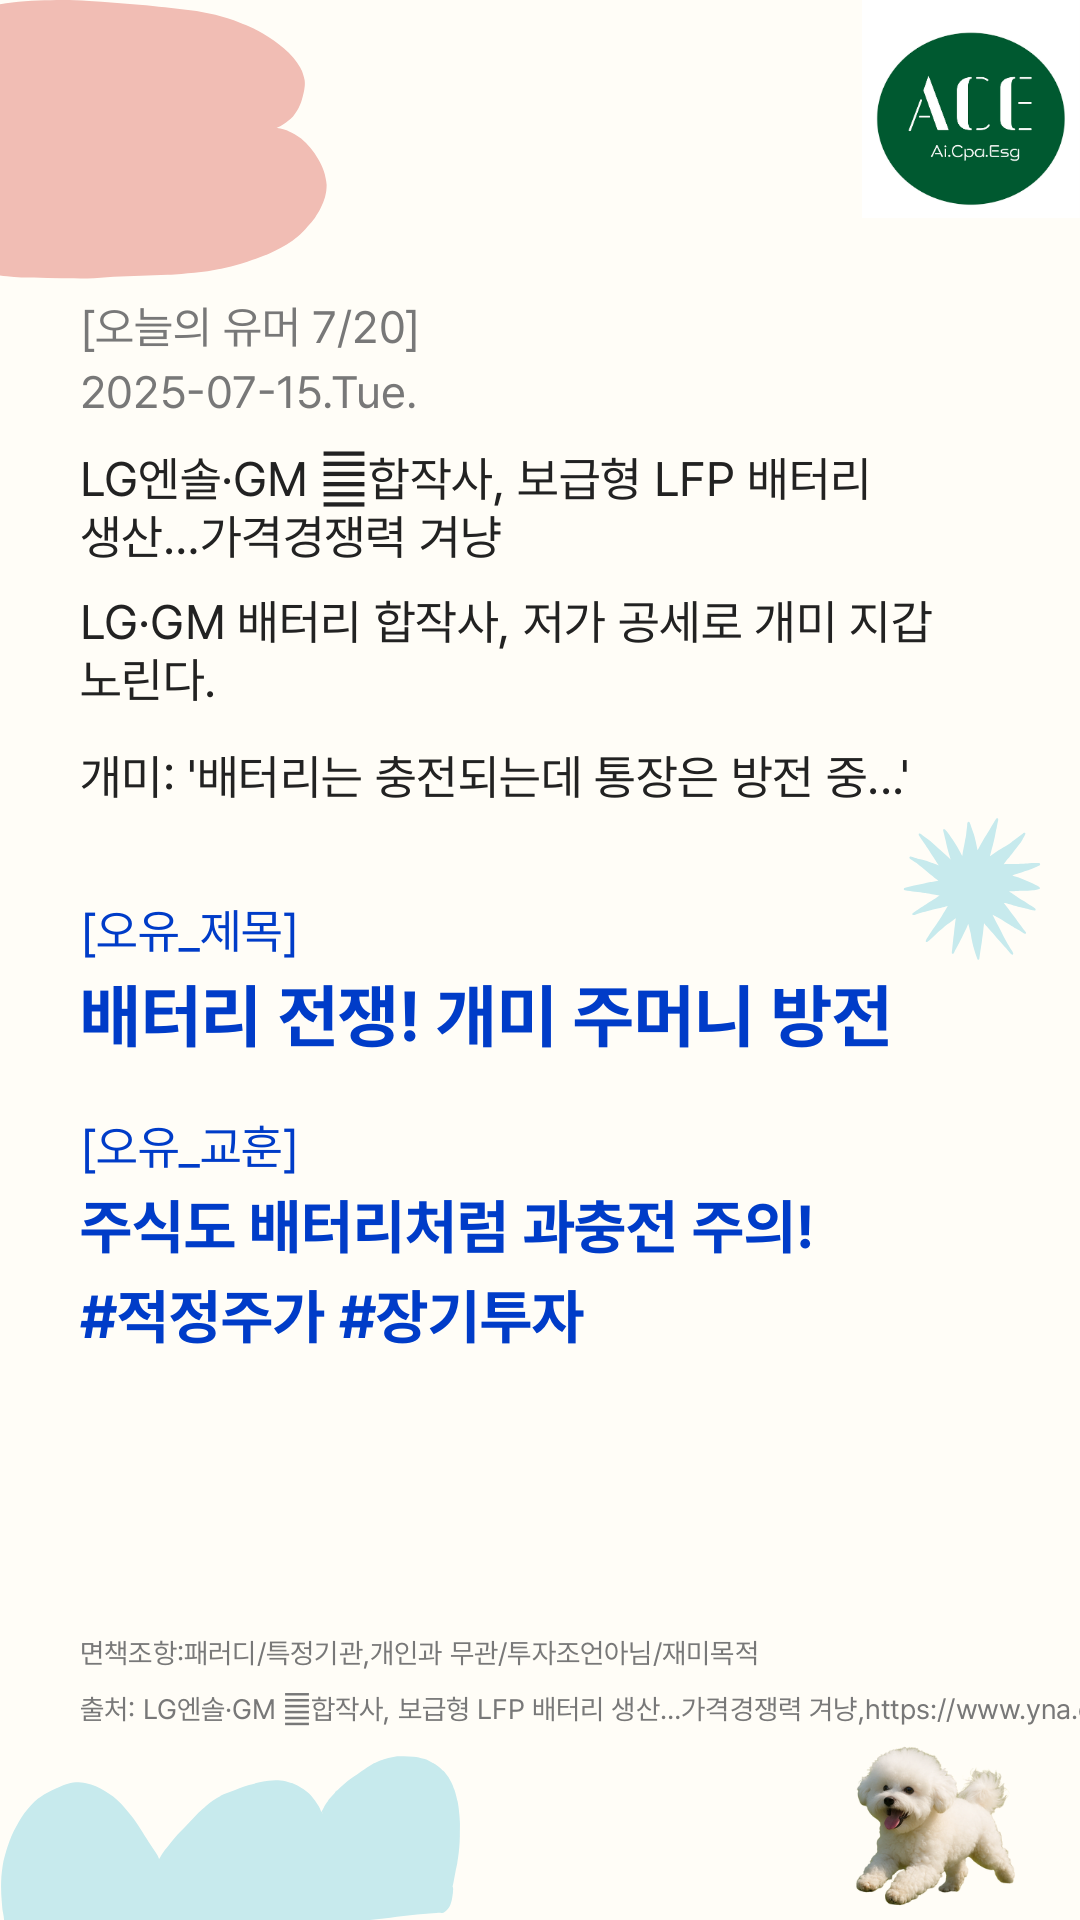 ACE
Ai.Cpa.Esg
[오늘의 유머 7/20]
2025-07-15.Tue.
LG엔솔·GM 합작사, 보급형 LFP 배터리
생산…가격경쟁력 겨냥
LG·GM 배터리 합작사, 저가 공세로 개미 지갑
노린다.
개미: '배터리는 충전되는데 통장은 방전 중...'
[오유_제목]
배터리 전쟁! 개미 주머니 방전
[오유_교훈]
주식도 배터리처럼 과충전 주의!
#적정주가 #장기투자
면책조항:패러디/특정기관,개인과 무관/투자조언아님/재미목적
출처: LG엔솔·GM 합작사, 보급형 LFP 배터리 생산…가격경쟁력 겨냥,https://www.yna.